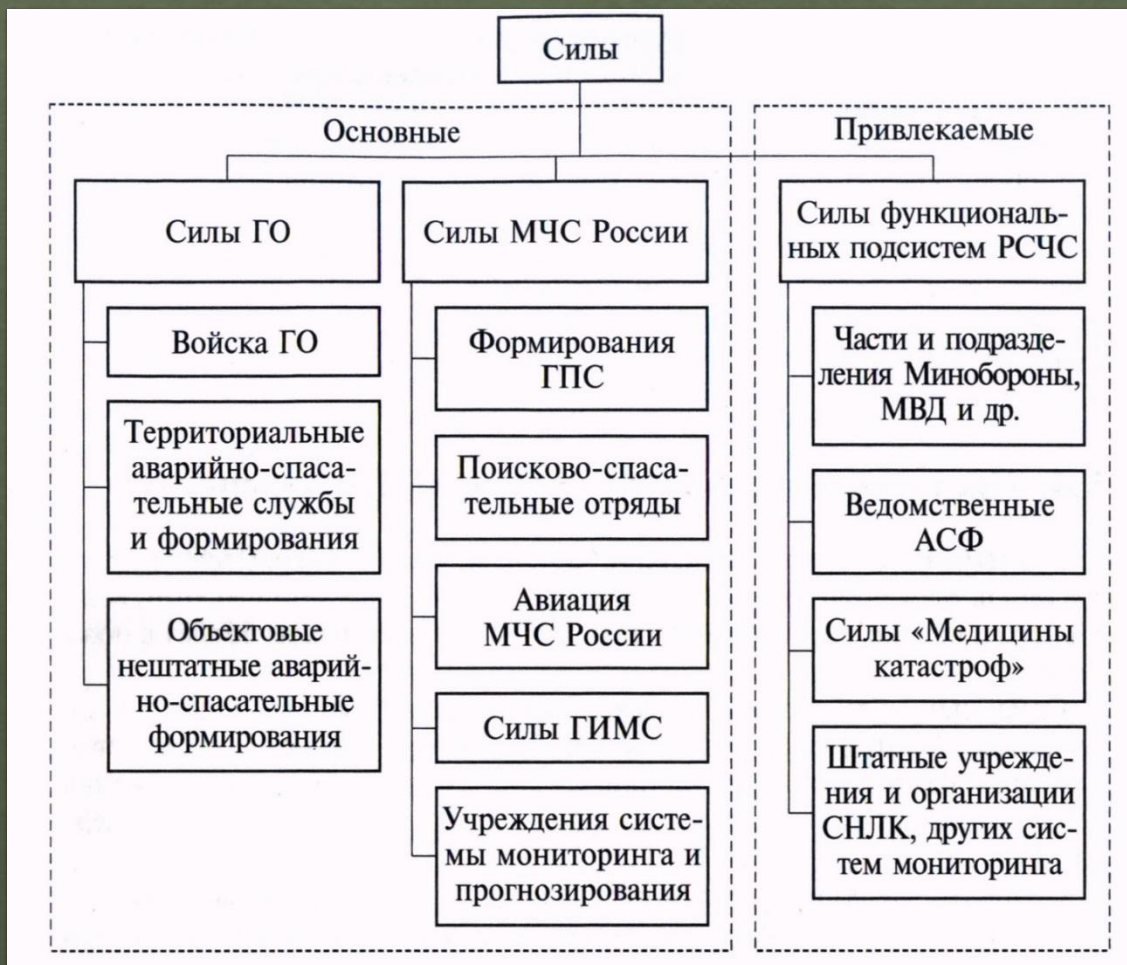 Силы
Основные
Привлекаемые
Силы ГО
Войска ГО
Территориальные
аварийно-спаса-
тельные службы
и формирования
Объектовые
нештатные аварий-
но-спасательные
формирования
Силы МЧС России
Формирования
ГПС
Поисково-спаса-
тельные отряды
Авиация
МЧС России
Силы ГИМС
Учреждения систе-
мы мониторинга и
прогнозирования
Силы функциональ-
ных подсистем РСЧС
Части и подразде-
ления Минобороны,
МВД и др.
Ведомственные
АСФ
Силы «Медицины
катастроф»
Штатные учрежде-
ния и организации
СНЛК, других сис-
тем мониторинга